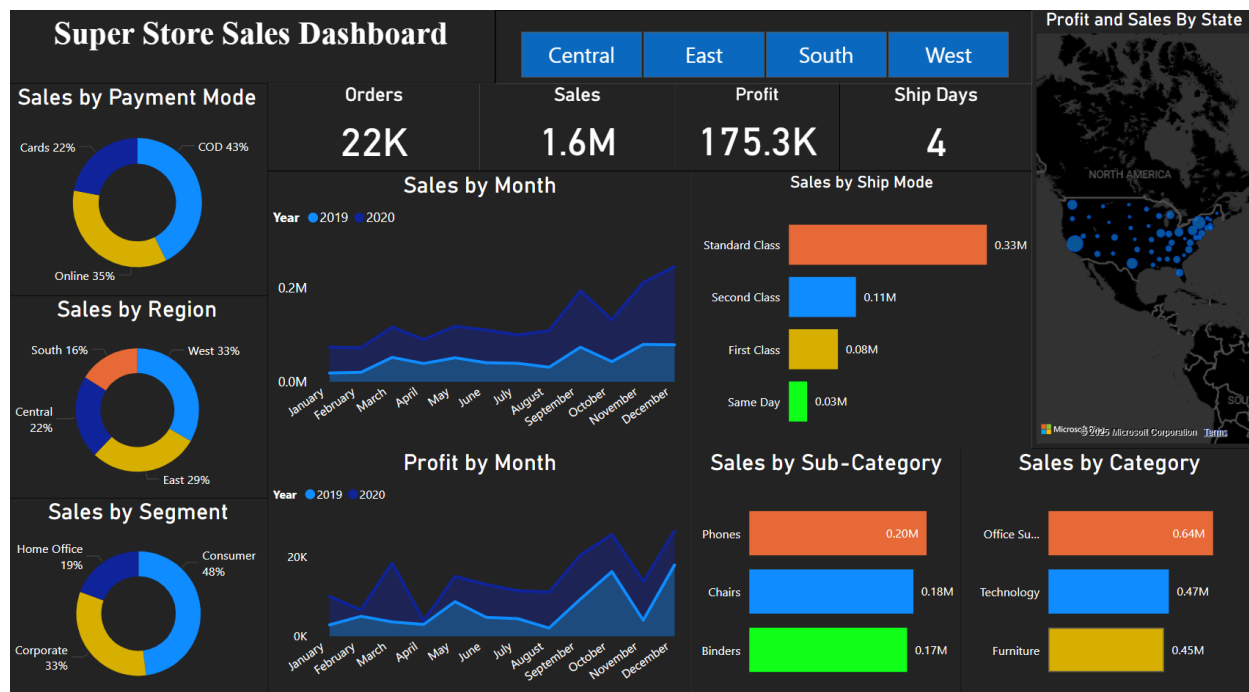 Super Store Sales Dashboard
Central
East
South
West
Profit and Sales By State
Sales by Payment Mode
Cards 22%
COD 43%
Online 35%
Orders
22K
Sales
1.6M
Profit
175.3K
Ship Days
4
NORTH AMERICA
Microsoft Bing
© 2025 Microsoft Corporation
Terms
Sales by Month
Year
2019
2020
0.2M
0.0M
January
February
March
April
May
June
July
August
September
October
November
December
Sales by Ship Mode
Standard Class
0.33M
Second Class
0.11M
First Class
0.08M
Same Day
0.03M
Sales by Region
South 16%
West 33%
Central
22%
East 29%
Sales by Segment
Home Office
19%
Consumer
48%
Corporate
33%
Profit by Month
Year
2019
2020
20K
0K
January
February
March
April
May
June
July
August
September
October
November
December
Sales by Sub-Category
Phones
0.20M
Chairs
0.18M
Binders
0.17M
Sales by Category
Office Su...
0.64M
Technology
0.47M
Furniture
0.45M